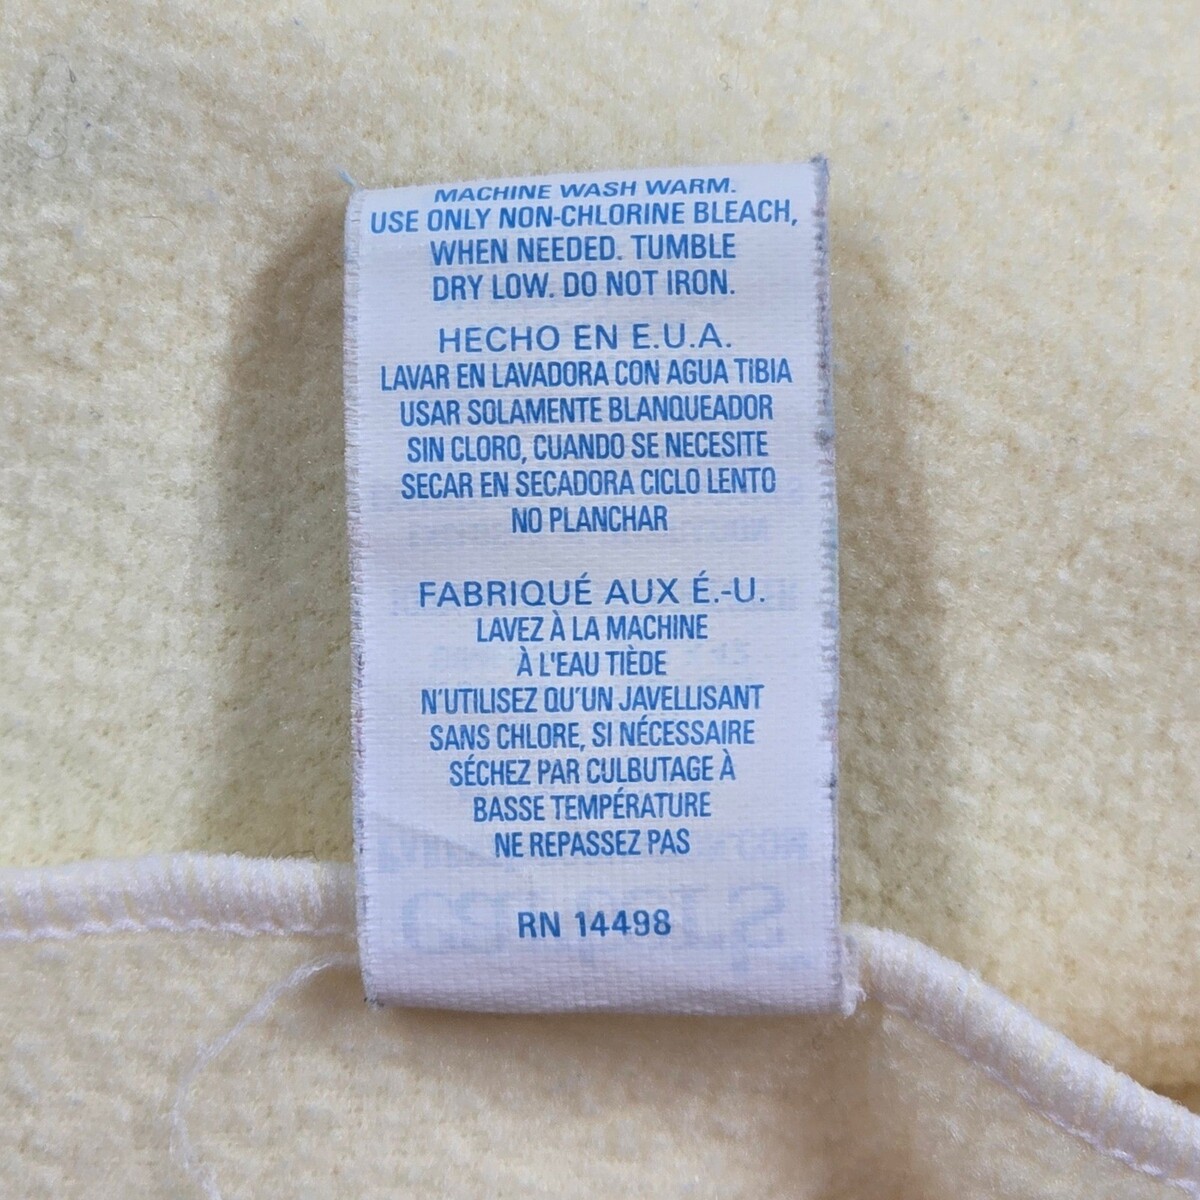 MACHINE WASH WARM.
USE ONLY NON-CHLORINE BLEACH,
WHEN NEEDED. TUMBLE
DRY LOW. DO NOT IRON.
HECHO EN E.U.A.
LAVAR EN LAVADORA CON AGUA TIBIA
USAR SOLAMENTE BLANQUEADOR
SIN CLORO, CUANDO SE NECESITE
SECAR EN SECADORA CICLO LENTO
NO PLANCHAR
FABRIQUÉ AUX É.-U.
LAVEZ À LA MACHINE
À L'EAU TIÈDE
N'UTILISEZ QU'UN JAVELLISANT
SANS CHLORE, SI NÉCESSAIRE
SÉCHEZ PAR CULBUTAGE À
BASSE TEMPÉRATURE
NE REPASSEZ PAS
RN 14498